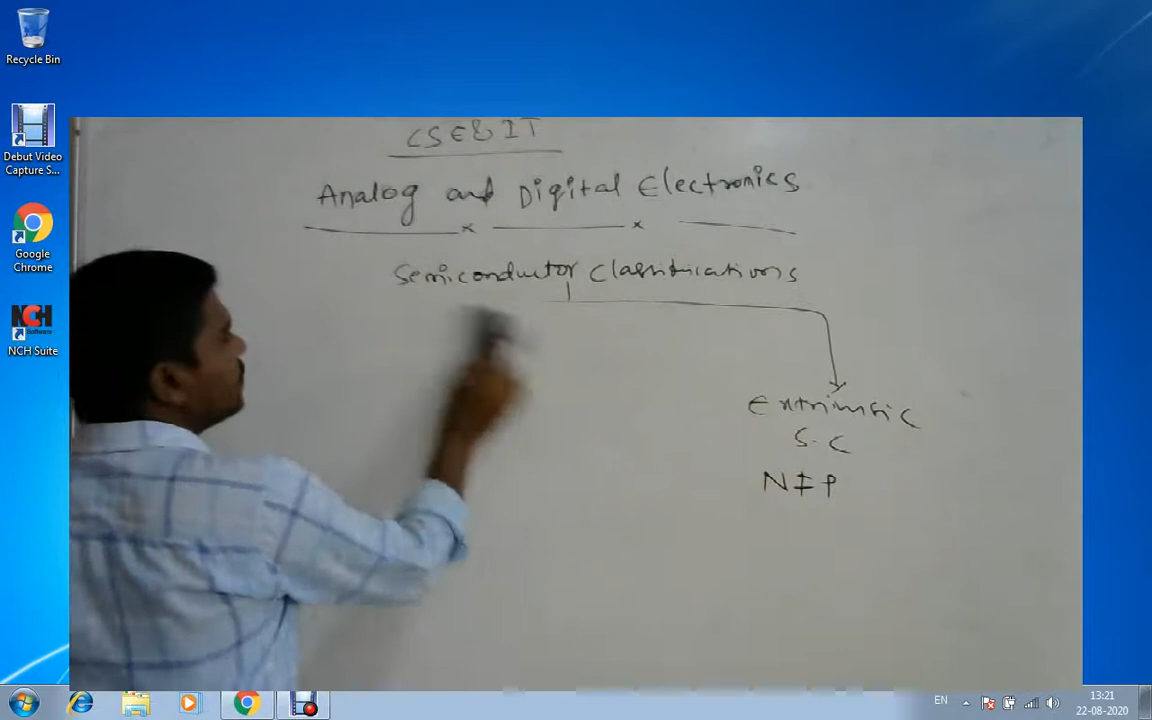 Recycle Bin
Debut Video
Capture S...
Google
Chrome
NCH Suite
CSE & IT
Analog and Digital Electronics
Semiconductor Classifications
Extrinsic
S.C
N I P
EN
13:21
22-08-2020